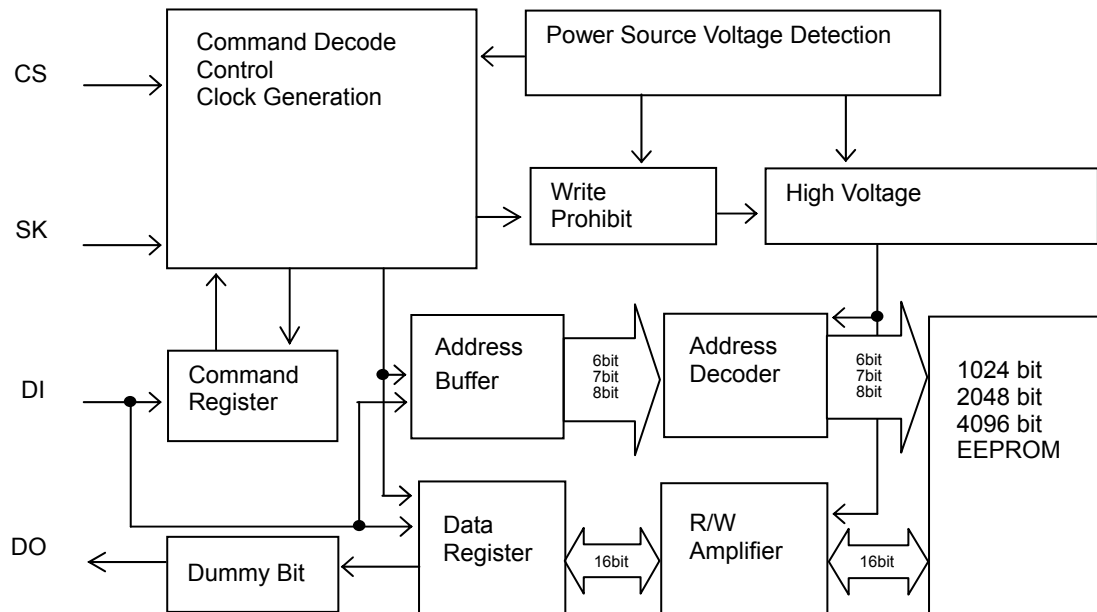 CS
Command Decode
Control
Clock Generation
Power Source Voltage Detection
SK
Write
Prohibit
High Voltage
DI
Command
Register
Address
Buffer
6bit
7bit
8bit
Address
Decoder
6bit
7bit
8bit
1024 bit
2048 bit
4096 bit
EEPROM
DO
Dummy Bit
Data
Register
16bit
R/W
Amplifier
16bit